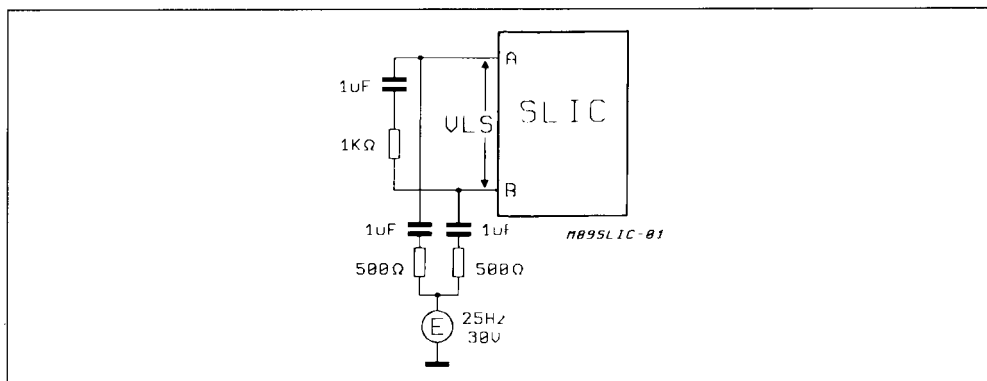 A
1uF
SLIC
VLS
1KΩ
B
1uF
1uF
M89SLIC-01
500Ω
500Ω
E
25Hz
30V